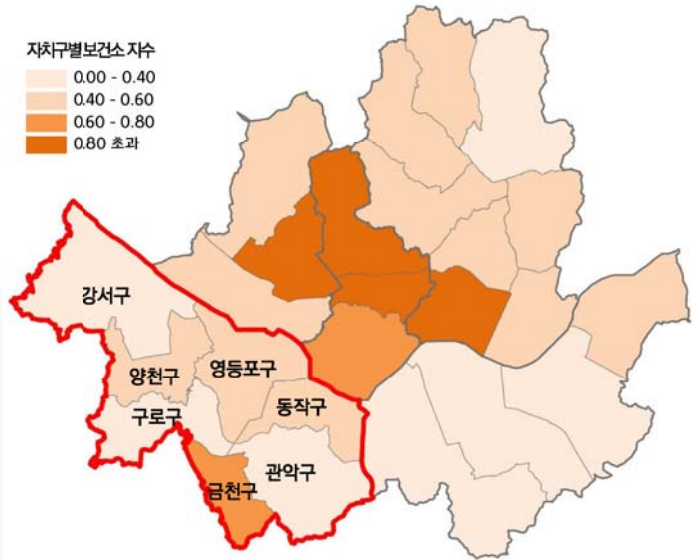 자치구별 보건소 지수
0.00 - 0.40
0.40 - 0.60
0.60 - 0.80
0.80 초과
강서구
양천구
영등포구
구로구
동작구
금천구
관악구